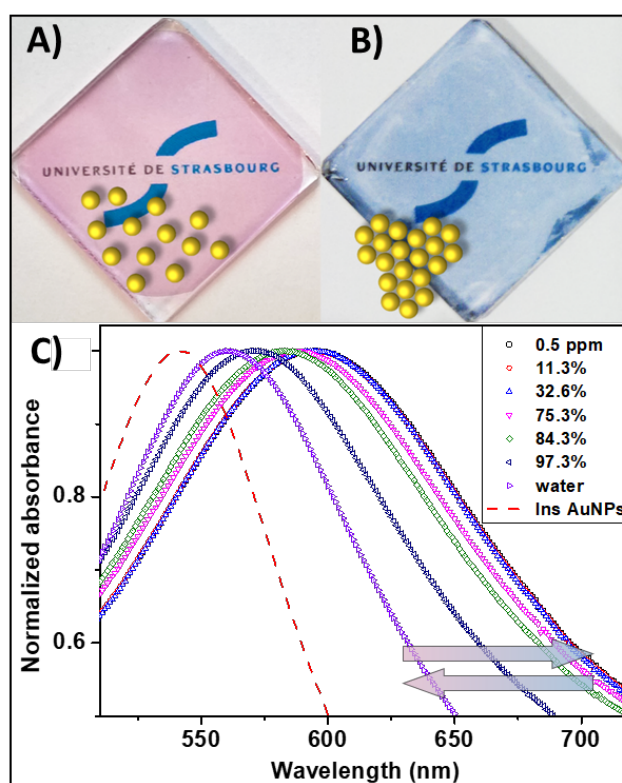 A)
UNIVERSITÉ DE STRASBOURG
B)
UNIVERSITÉ DE STRASBOURG
C)
0.5 ppm
11.3%
32.6%
75.3%
84.3%
97.3%
water
Ins AuNPs
Normalized absorbance
0.8
0.6
550
600
650
700
Wavelength (nm)